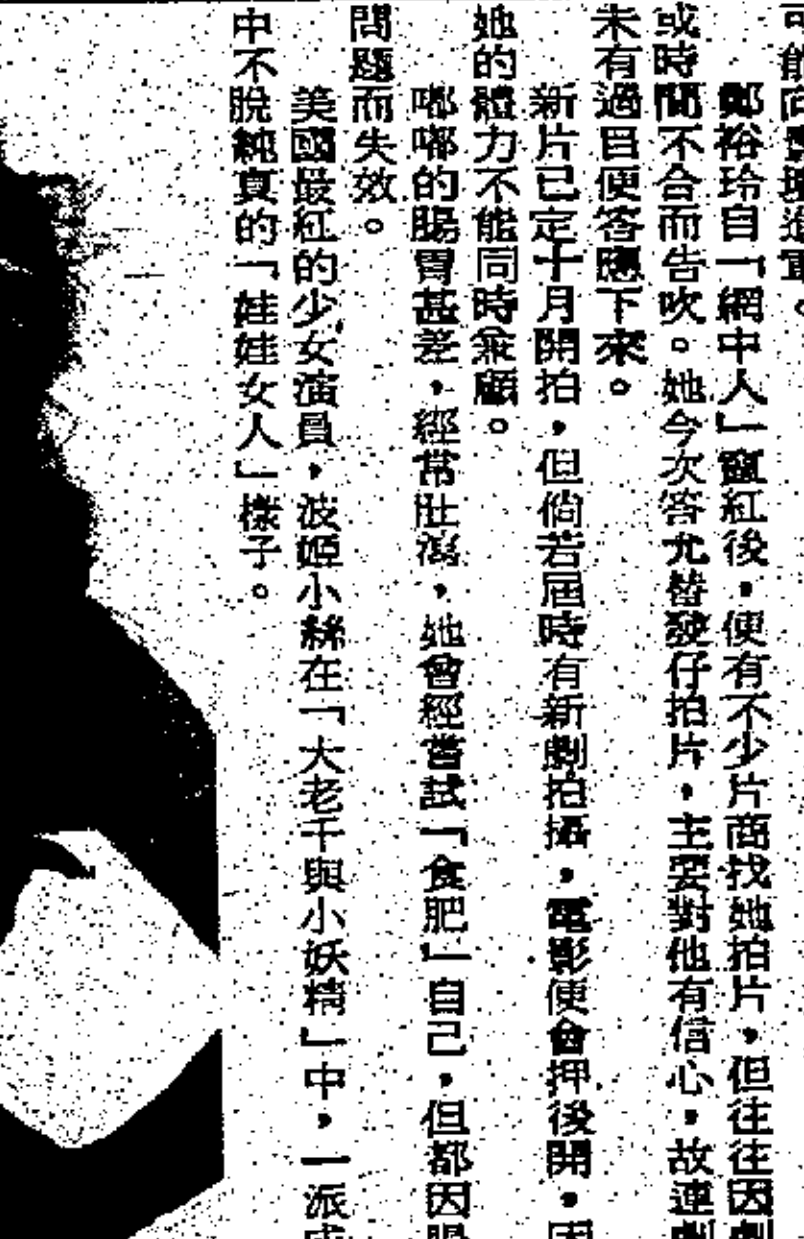 可能向影壇進軍。
鄭裕玲自「網中人」竄紅後，便有不少片商找她拍片，但往往因劇
或時間不合而告吹。她今次答允替發仔拍片，主要對他有信心，故連劇
未有過目便答應下來。
新片已定十月開拍，但倘若屆時有新劇拍攝，電影便會押後開，因
她的體力不能同時兼顧。
嘟嘟的腸胃甚差，經常肚瀉，她曾經嘗試「食肥」自己，但都因腸
問題而失效。
美國最紅的少女演員，波姬小絲在「大老千與小妖精」中，一派成
中不脫純真的「娃娃女人」樣子。